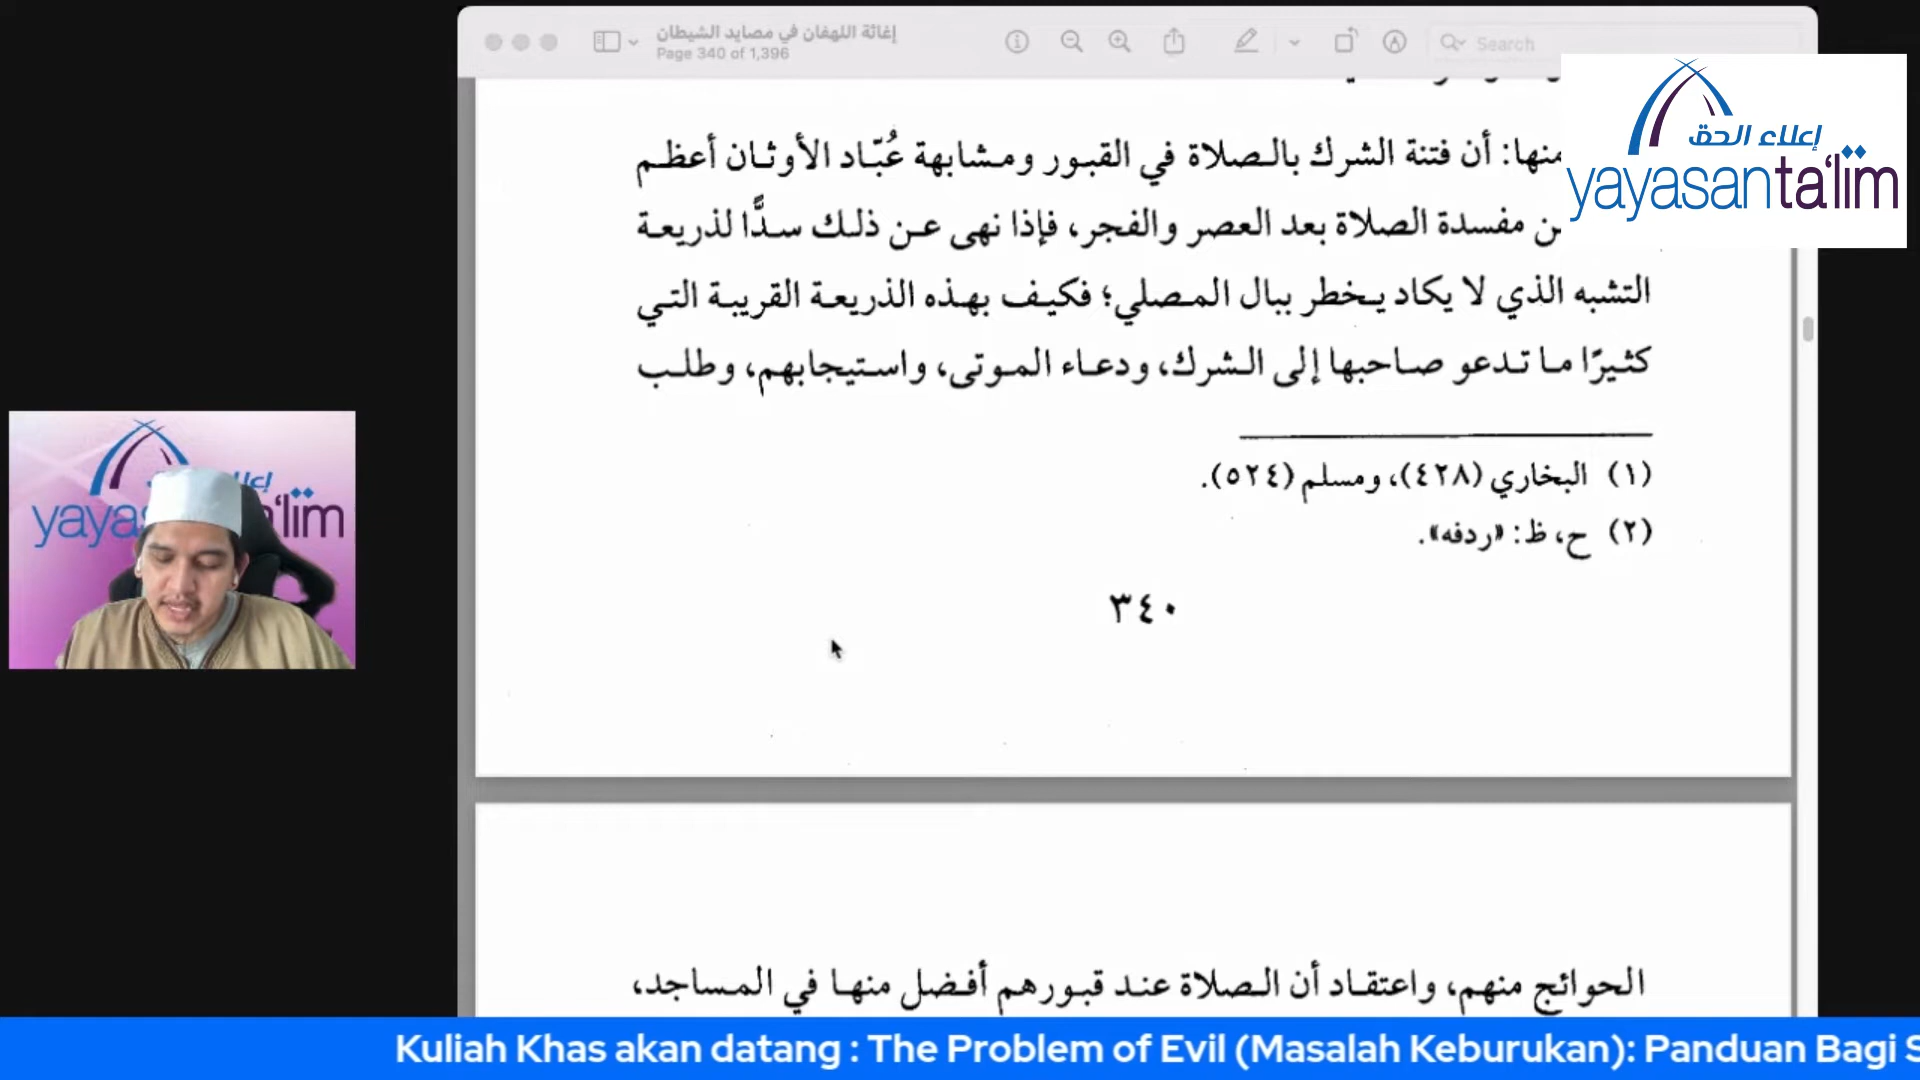 إغاثة اللهفان في مصايد الشيطان
Page 340 of 1,396
Search
إعلاء الحق
yayasanta'lim
منها: أن فتنة الشرك بالصلاة في القبور ومشابهة عُبّاد الأوثان أعظم
مفسدة الصلاة بعد العصر والفجر، فإذا نهى عن ذلك سدًّا لذريعة
التشبه الذي لا يكاد يخطر ببال المصلي؛ فكيف بهذه الذريعة القريبة التي
كثيرًا ما تدعو صاحبها إلى الشرك، ودعاء الموتى، واستيجابهم، وطلب
(١) البخاري (٤٢٨)، ومسلم (٥٢٤).
(٢) ح، ظ: «ردفه».
٣٤٠
الحوائج منهم، واعتقاد أن الصلاة عند قبورهم أفضل منها في المساجد،
Kuliah Khas akan datang : The Problem of Evil (Masalah Keburukan): Panduan Bagi S